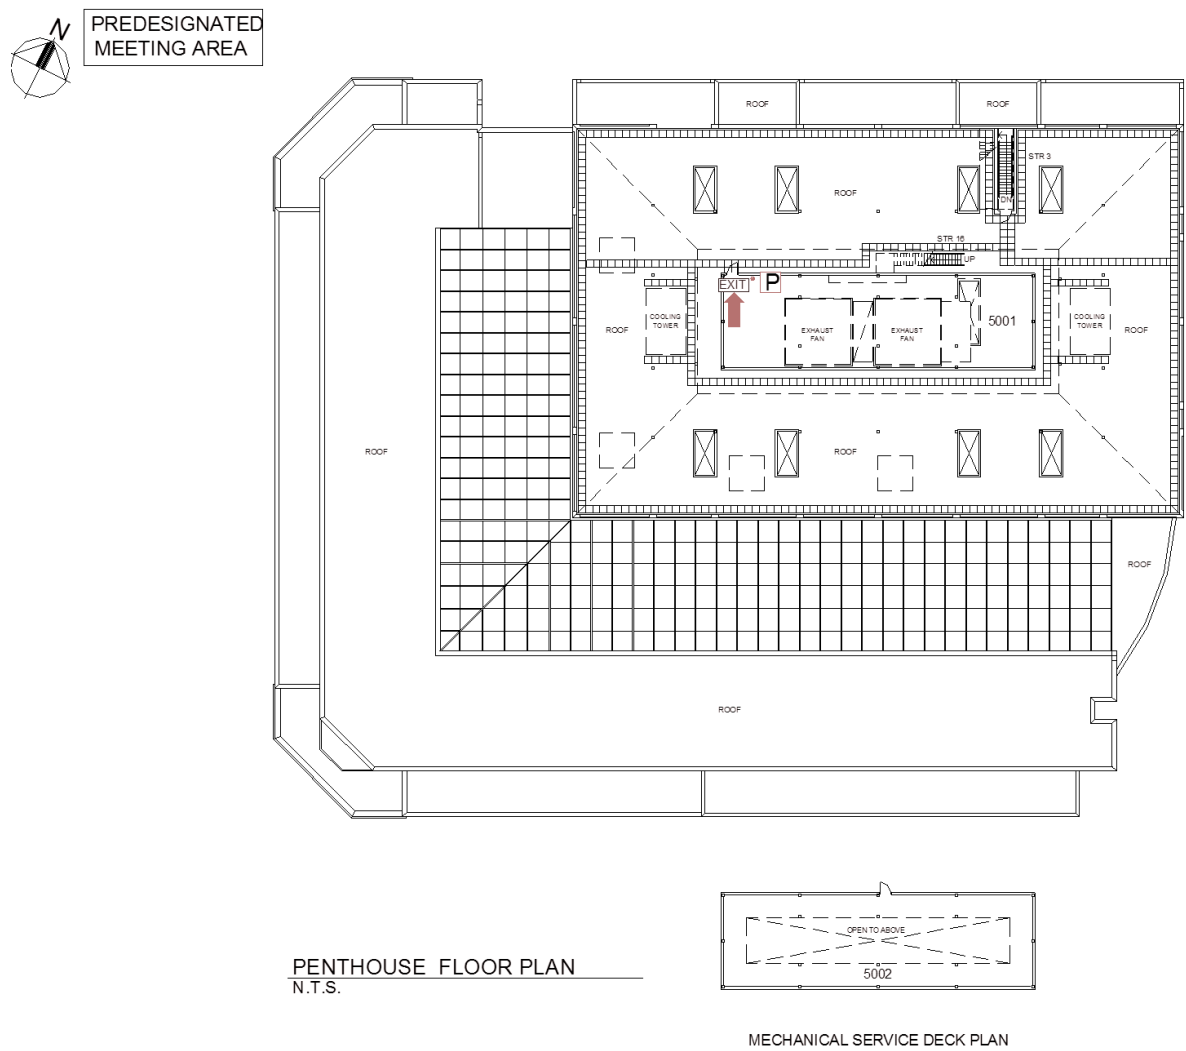 N
PREDESIGNATED
MEETING AREA
ROOF
ROOF
STR 3
ROOF
DN
STR 16
UP
EXIT
P
5001
COOLING
TOWER
ROOF
EXHAUST
FAN
EXHAUST
FAN
COOLING
TOWER
ROOF
ROOF
ROOF
ROOF
ROOF
OPEN TO ABOVE
5002
PENTHOUSE FLOOR PLAN
N.T.S.
MECHANICAL SERVICE DECK PLAN